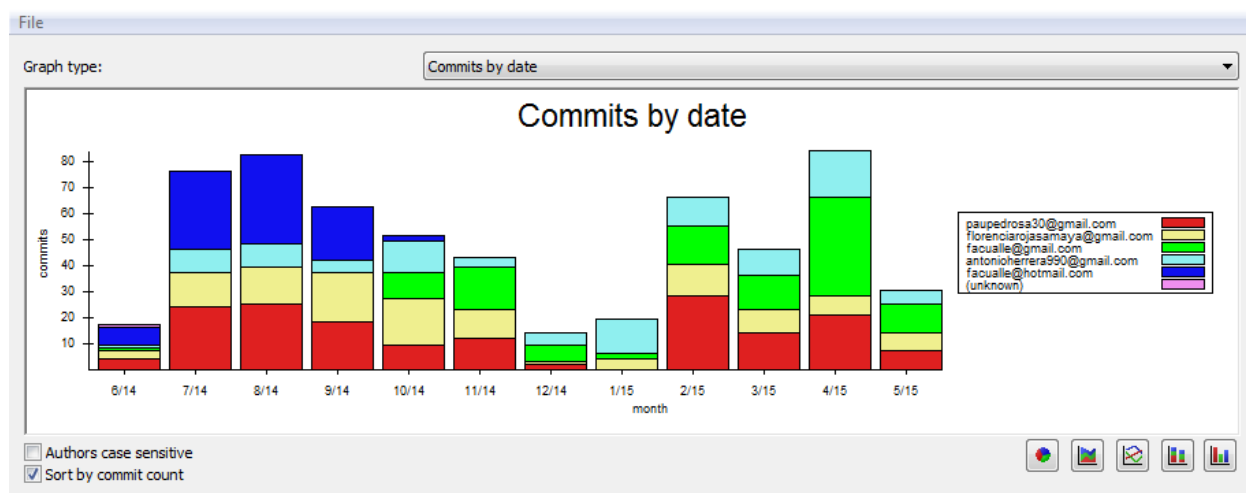 File
Graph type:
Commits by date
Commits by date
commits
80
70
60
50
40
30
20
10
6/14 7/14 8/14 9/14 10/14 11/14 12/14 1/15 2/15 3/15 4/15 5/15
month
paupedrosa30@gmail.com
florenciarojasamaya@gmail.com
facualle@gmail.com
antonioherrera990@gmail.com
facualle@hotmail.com
(unknown)
Authors case sensitive
Sort by commit count